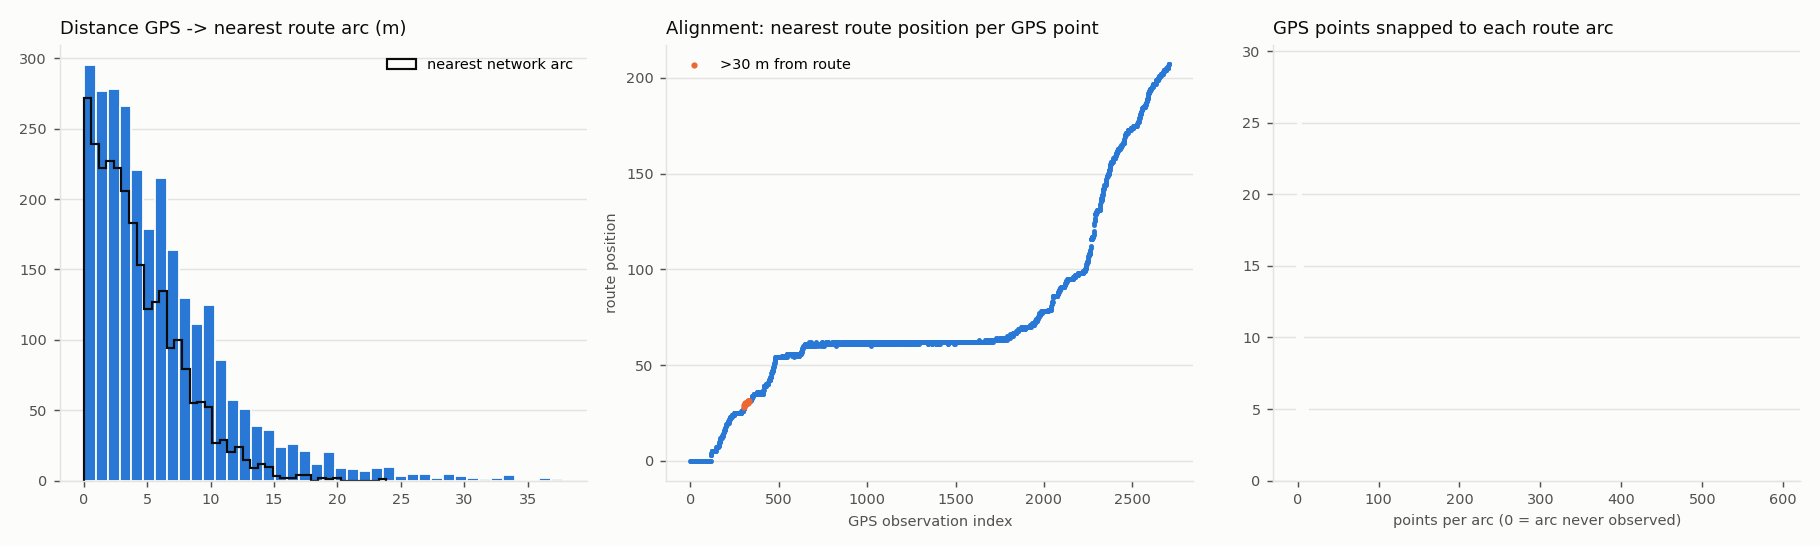 Distance GPS -> nearest route arc (m)
300
250
200
150
100
50
0
0 5 10 15 20 25 30 35
nearest network arc
Alignment: nearest route position per GPS point
>30 m from route
route position
200
150
100
50
0
0 500 1000 1500 2000 2500
GPS observation index
GPS points snapped to each route arc
30
25
20
15
10
5
0
0 100 200 300 400 500 600
points per arc (0 = arc never observed)